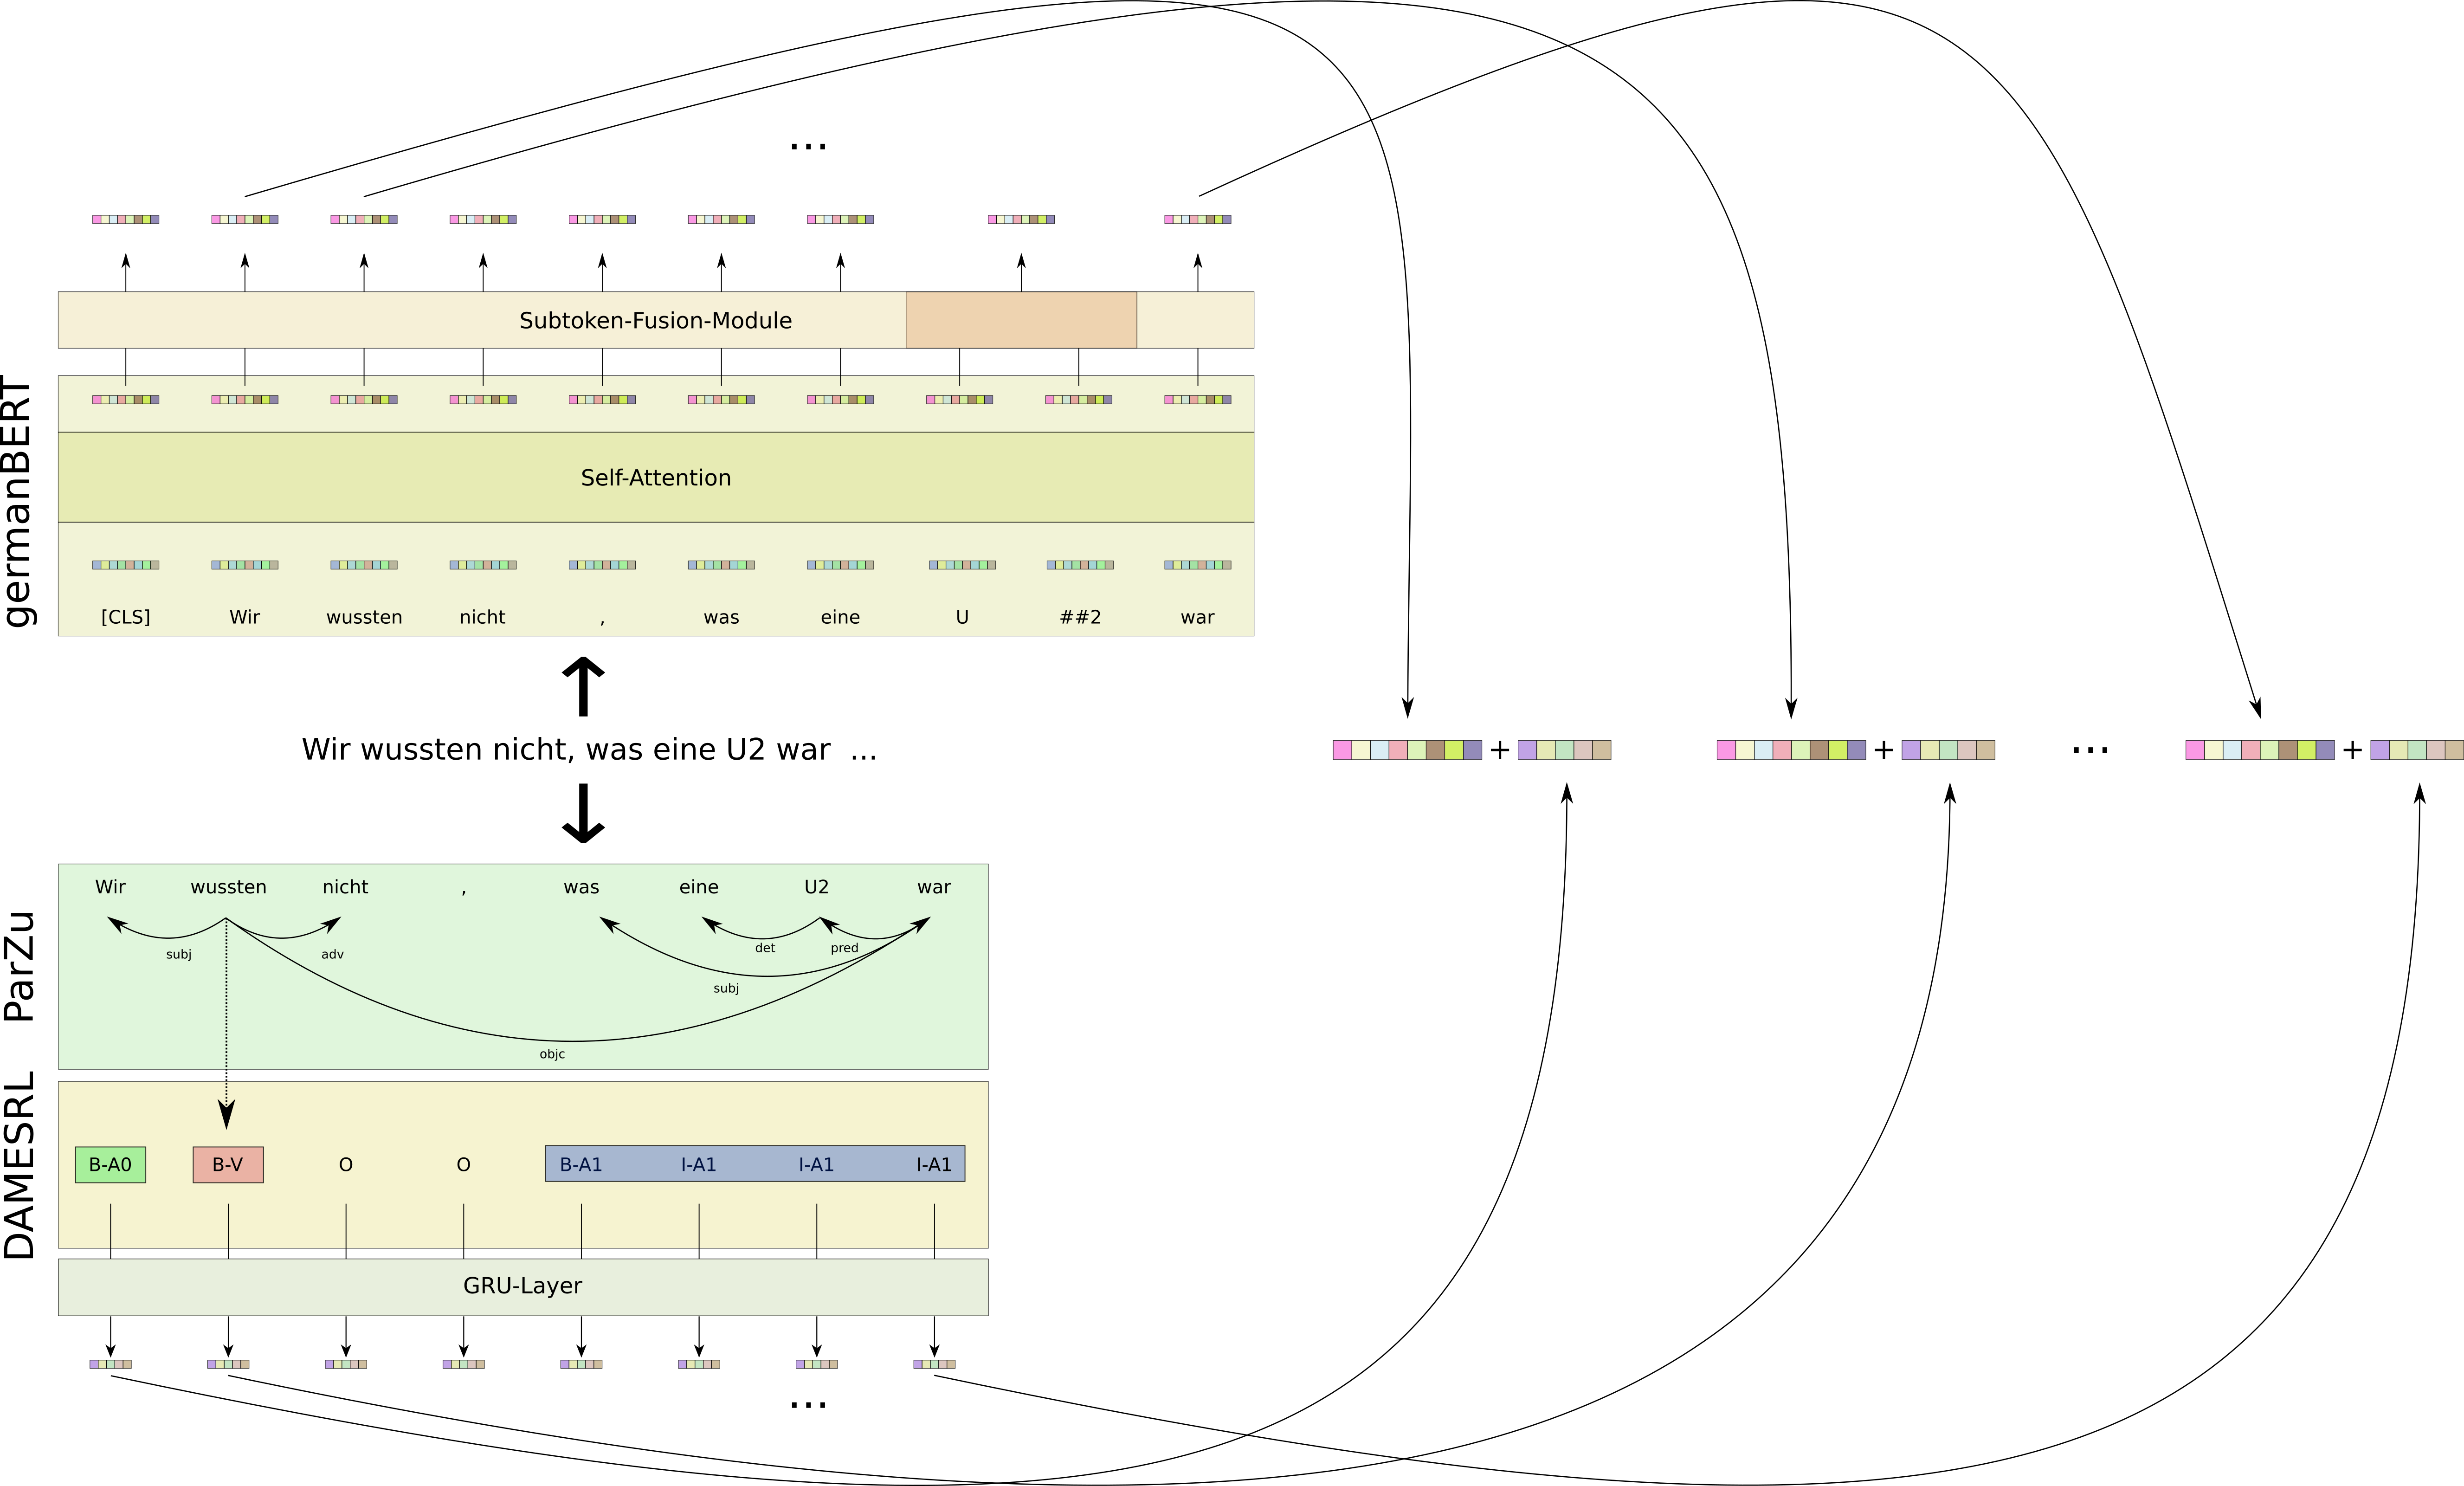 ...
Subtoken-Fusion-Module
germanBERT
Self-Attention
[CLS] Wir wussten nicht , was eine U ##2 war
Wir wussten nicht, was eine U2 war ...
+ + ... +
ParZu
Wir wussten nicht , was eine U2 war
det pred
subj adv
subj
objc
DAMESRL
B-A0 B-V O O B-A1 I-A1 I-A1 I-A1
GRU-Layer
...